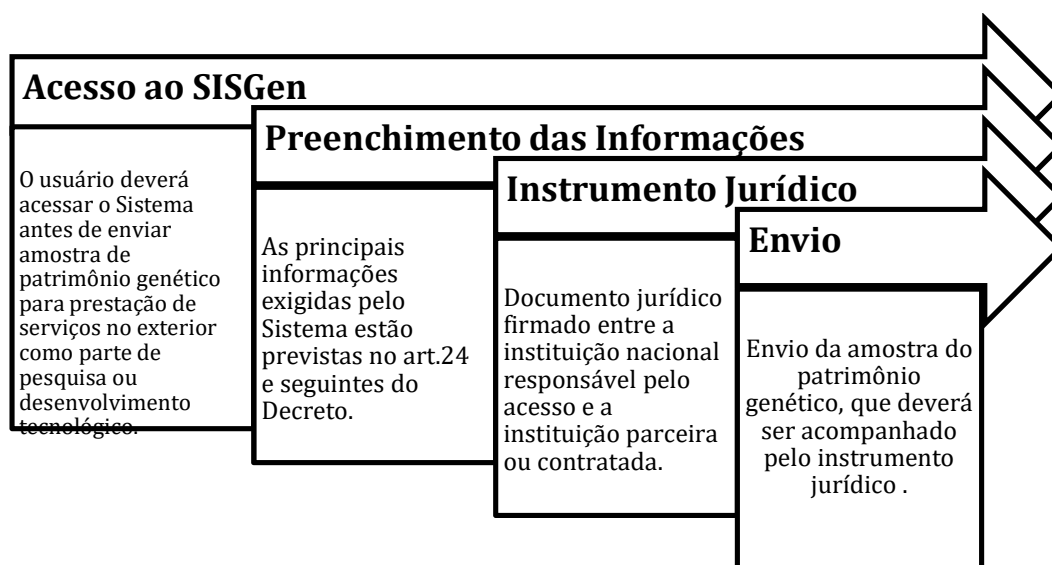 Acesso ao SISGen
O usuário deverá
acessar o Sistema
antes de enviar
amostra de
patrimônio genético
para prestação de
serviços no exterior
como parte de
pesquisa ou
desenvolvimento
tecnológico.
Preenchimento das Informações
As principais
informações
exigidas pelo
Sistema estão
previstas no art.24
e seguintes do
Decreto.
Instrumento Jurídico
Documento jurídico
firmado entre a
instituição nacional
responsável pelo
acesso e a
instituição parceira
ou contratada.
Envio
Envio da amostra do
patrimônio
genético, que deverá
ser acompanhado
pelo instrumento
jurídico .